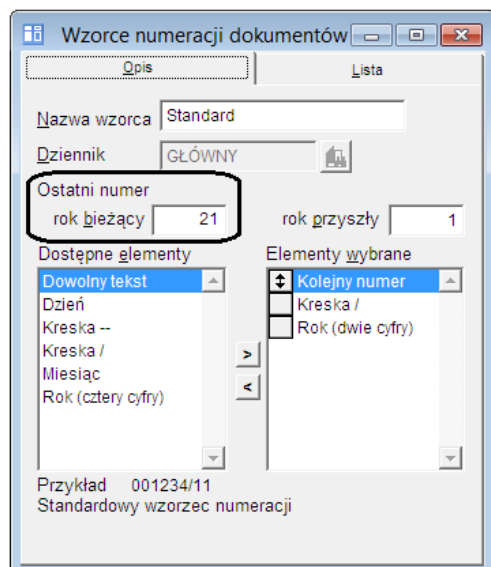 Wzorce numeracji dokumentów
Opis Lista
Nazwa wzorca Standard
Dziennik GŁÓWNY
Ostatni numer
rok bieżący 21 rok przyszły 1
Dostępne elementy Elementy wybrane
Dowolny tekst Kolejny numer
Dzień Kreska /
Kreska -- Rok (dwie cyfry)
Kreska /
Miesiąc >
Rok (cztery cyfry) <
Przykład 001234/11
Standardowy wzorzec numeracji